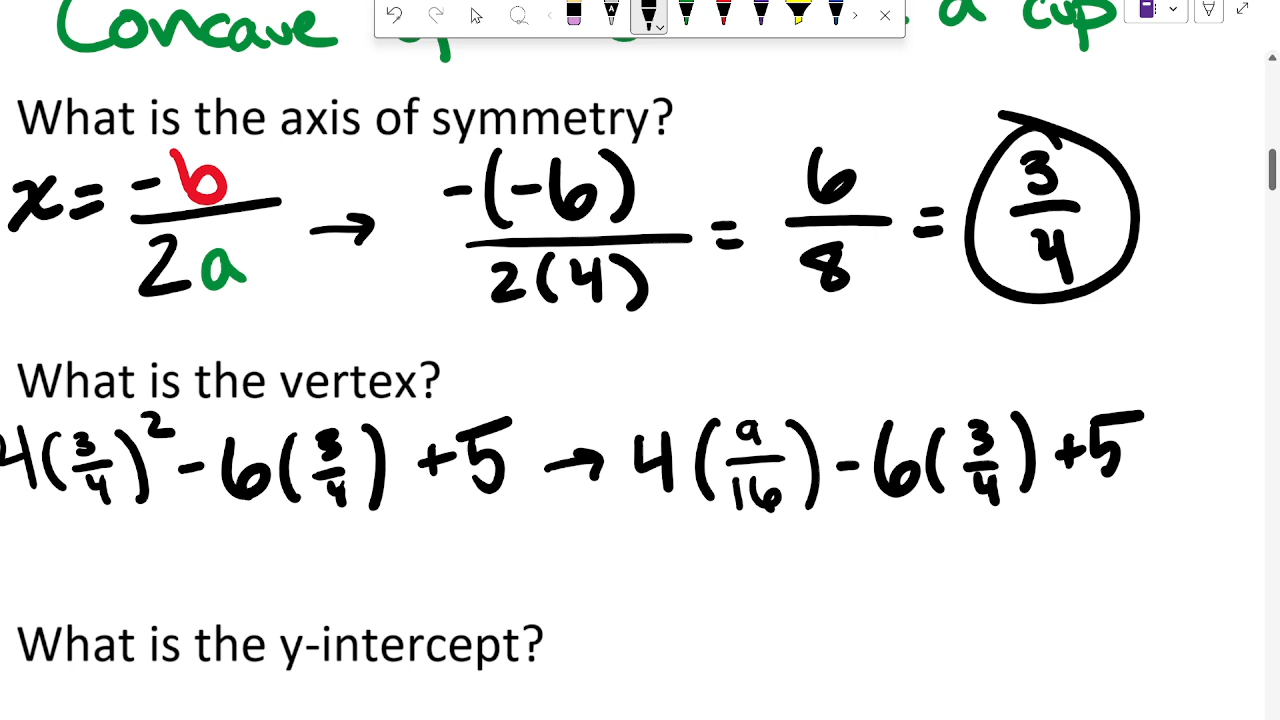 Concave up a cup
What is the axis of symmetry?
x = -b/2a → -(-6)/2(4) = 6/8 = 3/4
What is the vertex?
4(3/4)² - 6(3/4) + 5 → 4(9/16) - 6(3/4) + 5
What is the y-intercept?